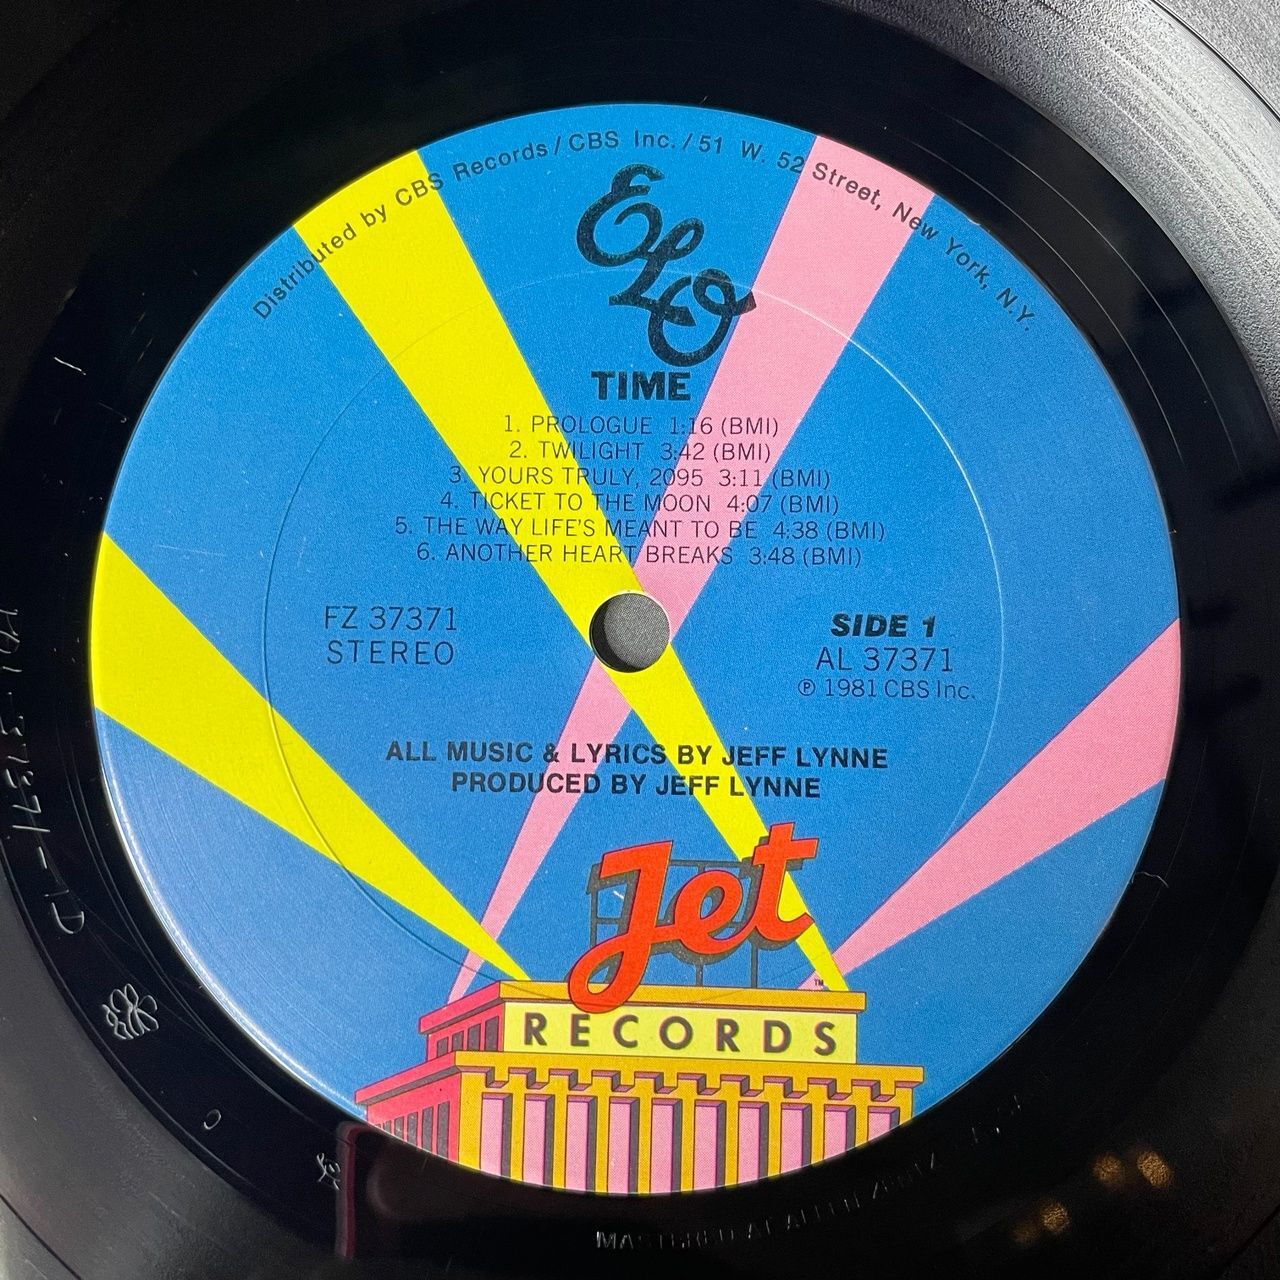 Distributed by CBS Records/CBS Inc./51 W. 52 Street, New York, N.Y.
ELO
TIME
1. PROLOGUE 1:16 (BMI)
2. TWILIGHT 3:42 (BMI)
3. YOURS TRULY, 2095 3:11 (BMI)
4. TICKET TO THE MOON 4:07 (BMI)
5. THE WAY LIFE'S MEANT TO BE 4:38 (BMI)
6. ANOTHER HEART BREAKS 3:48 (BMI)
FZ 37371
STEREO
SIDE 1
AL 37371
℗ 1981 CBS Inc.
ALL MUSIC & LYRICS BY JEFF LYNNE
PRODUCED BY JEFF LYNNE
Jet
TM
RECORDS
MASTERED AT ALLEN